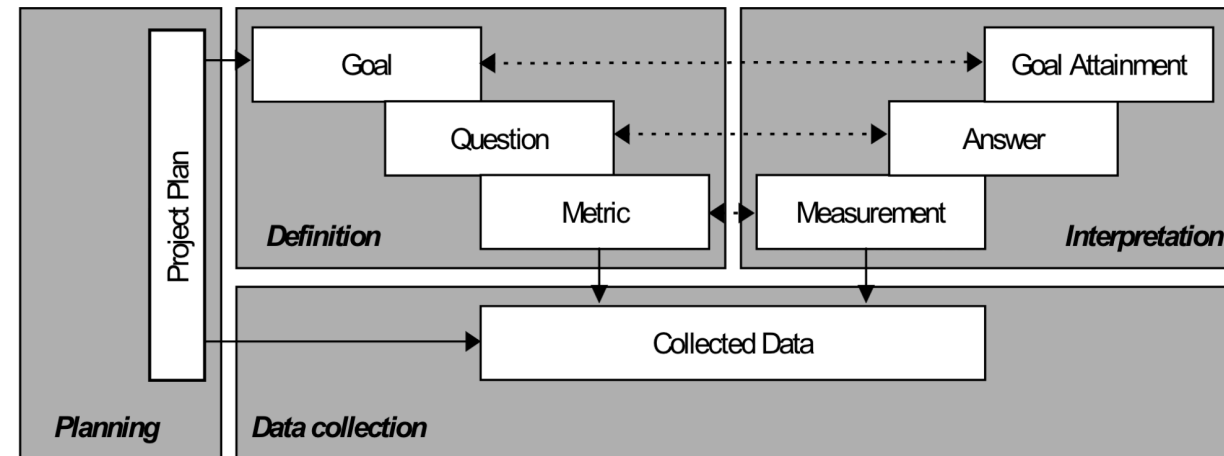 Project Plan
Planning
Goal
Question
Metric
Definition
Goal Attainment
Answer
Measurement
Interpretation
Collected Data
Data collection